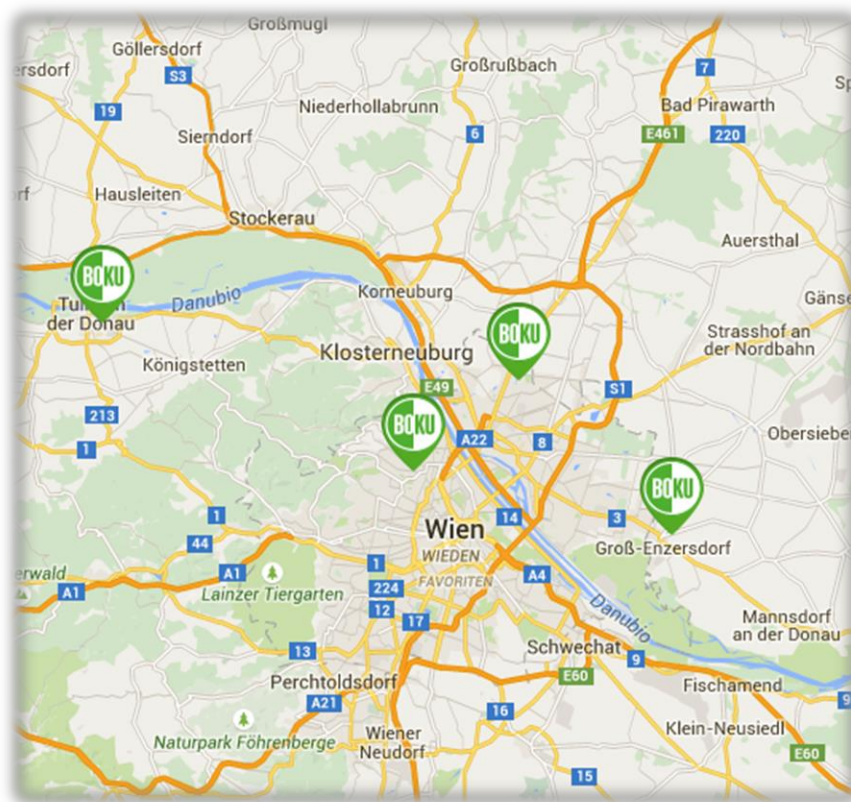 Großmugl
Göllersdorf
ersdorf
S3
Großrußbach
7
19
Niederhollabrunn
Bad Pirawarth
6
E461
220
Sierndorf
Hausleiten
Stockerau
Auersthal
BOKU
Danubio
Korneuburg
der Donau
BOKU
Strasshof an
der Nordbahn
Klosterneuburg
Königstetten
E49
S1
213
BOKU
A22
8
1
BOKU
1
Wien
14
3
44
WIEDEN
Groß-Enzersdorf
A1
1
FAVORITEN
A4
A1
Lainzer Tiergarten
224
12
Danubio
17
Mannsdorf
an der Donau
13
Schwechat
9
Perchtoldsdorf
E60
Fischamend
A21
16
Naturpark Föhrenberge
Wiener
Neudorf
Klein-Neusiedl
E60
15